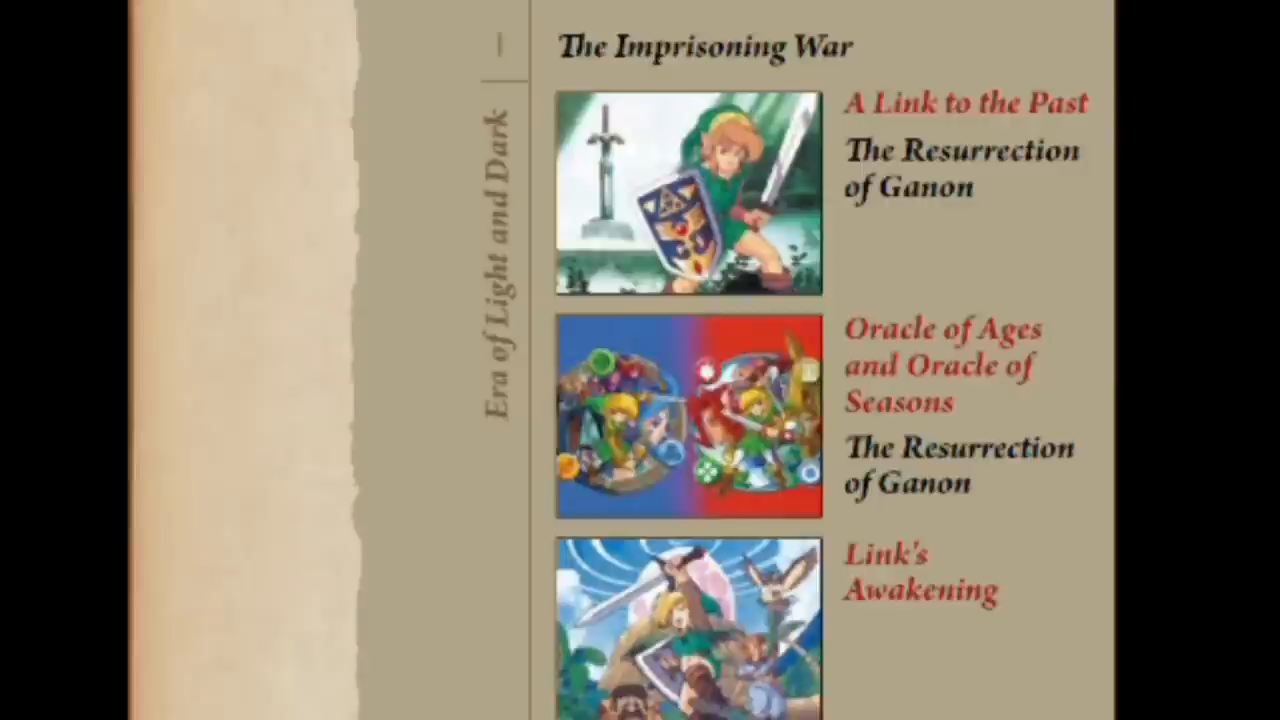 The Imprisoning War
Era of Light and Dark
A Link to the Past
The Resurrection
of Ganon
Oracle of Ages
and Oracle of
Seasons
The Resurrection
of Ganon
Link's
Awakening